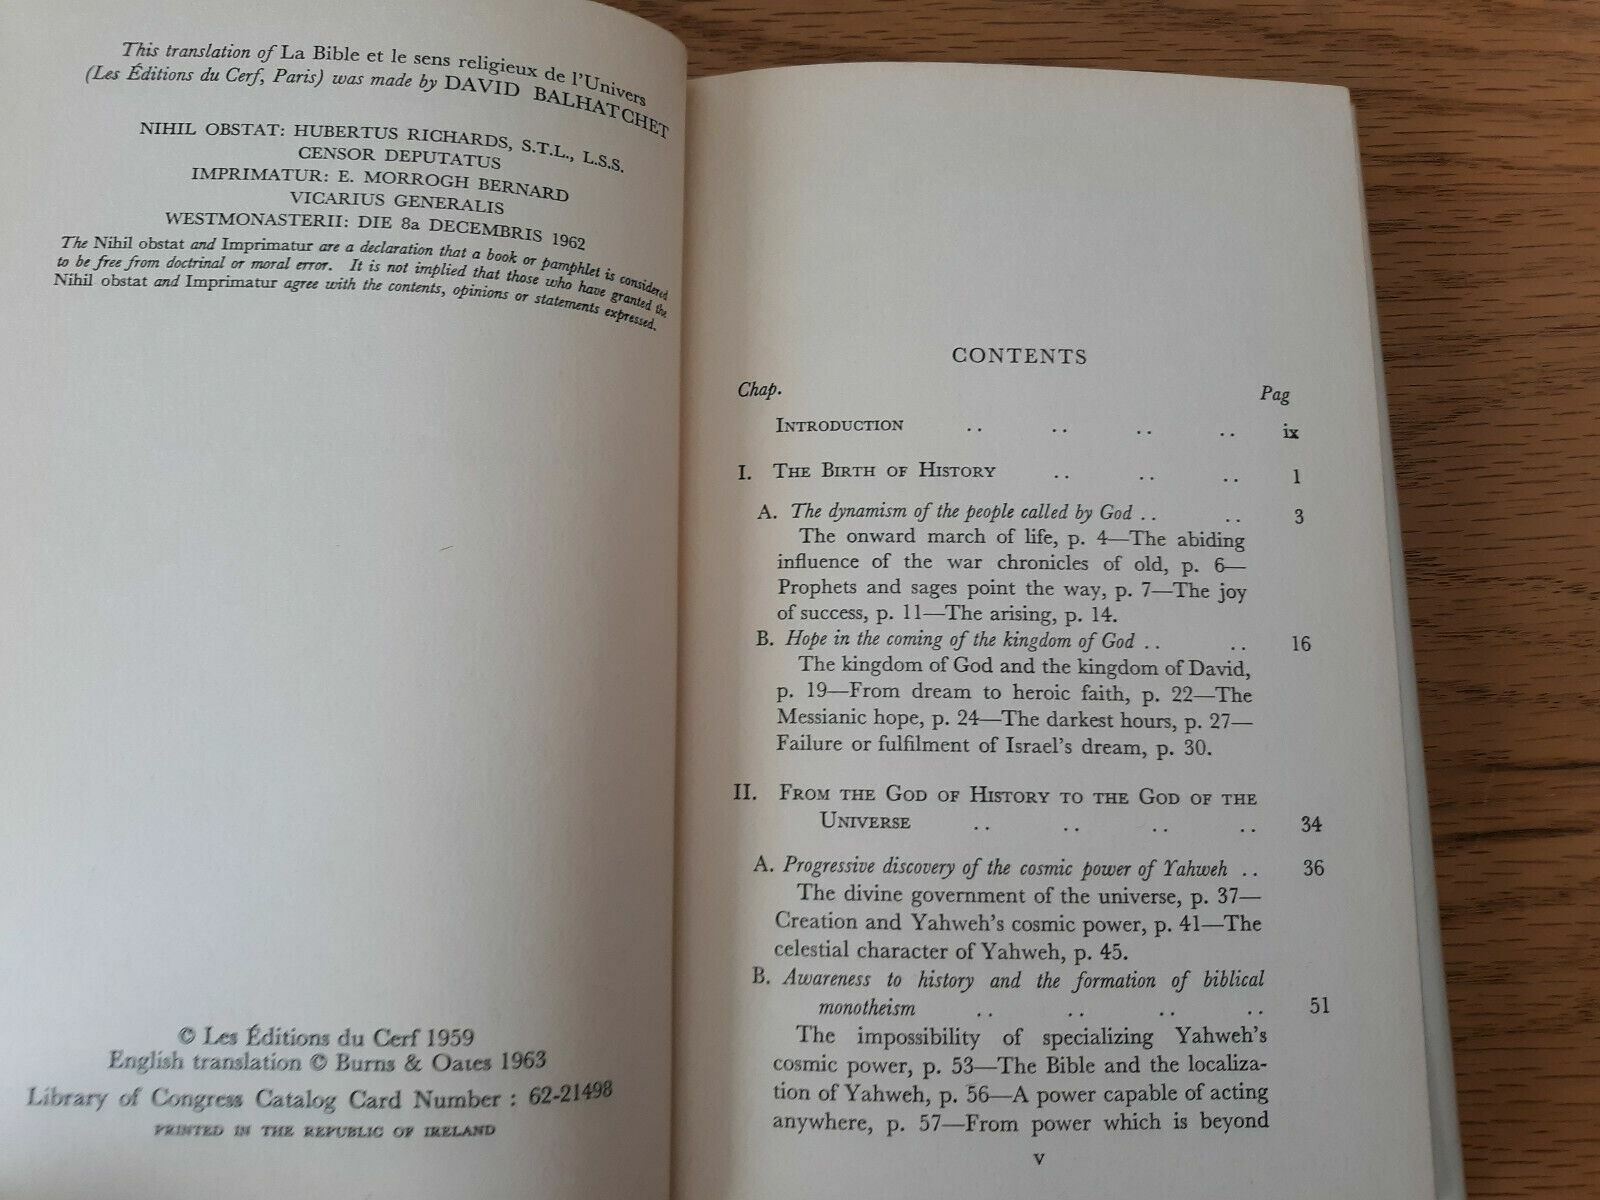 This translation of La Bible et le sens religieux de l'Univers
(Les Éditions du Cerf, Paris) was made by DAVID BALHATCHET
NIHIL OBSTAT: HUBERTUS RICHARDS, S.T.L., L.S.S.
CENSOR DEPUTATUS
IMPRIMATUR: E. MORROGH BERNARD
VICARIUS GENERALIS
WESTMONASTERII: DIE 8a DECEMBRIS 1962
The Nihil obstat and Imprimatur are a declaration that a book or pamphlet is considered
to be free from doctrinal or moral error. It is not implied that those who have granted the
Nihil obstat and Imprimatur agree with the contents, opinions or statements expressed.
© Les Éditions du Cerf 1959
English translation © Burns & Oates 1963
Library of Congress Catalog Card Number : 62-21498
PRINTED IN THE REPUBLIC OF IRELAND
CONTENTS
Chap. Pag
INTRODUCTION .. .. .. .. ix
I. THE BIRTH OF HISTORY .. .. .. 1
A. The dynamism of the people called by God .. .. 3
The onward march of life, p. 4—The abiding
influence of the war chronicles of old, p. 6—
Prophets and sages point the way, p. 7—The joy
of success, p. 11—The arising, p. 14.
B. Hope in the coming of the kingdom of God .. .. 16
The kingdom of God and the kingdom of David,
p. 19—From dream to heroic faith, p. 22—The
Messianic hope, p. 24—The darkest hours, p. 27—
Failure or fulfilment of Israel's dream, p. 30.
II. FROM THE GOD OF HISTORY TO THE GOD OF THE
UNIVERSE .. .. .. .. 34
A. Progressive discovery of the cosmic power of Yahweh .. 36
The divine government of the universe, p. 37—
Creation and Yahweh's cosmic power, p. 41—The
celestial character of Yahweh, p. 45.
B. Awareness to history and the formation of biblical
monotheism .. .. .. .. 51
The impossibility of specializing Yahweh's
cosmic power, p. 53—The Bible and the localiza-
tion of Yahweh, p. 56—A power capable of acting
anywhere, p. 57—From power which is beyond
v